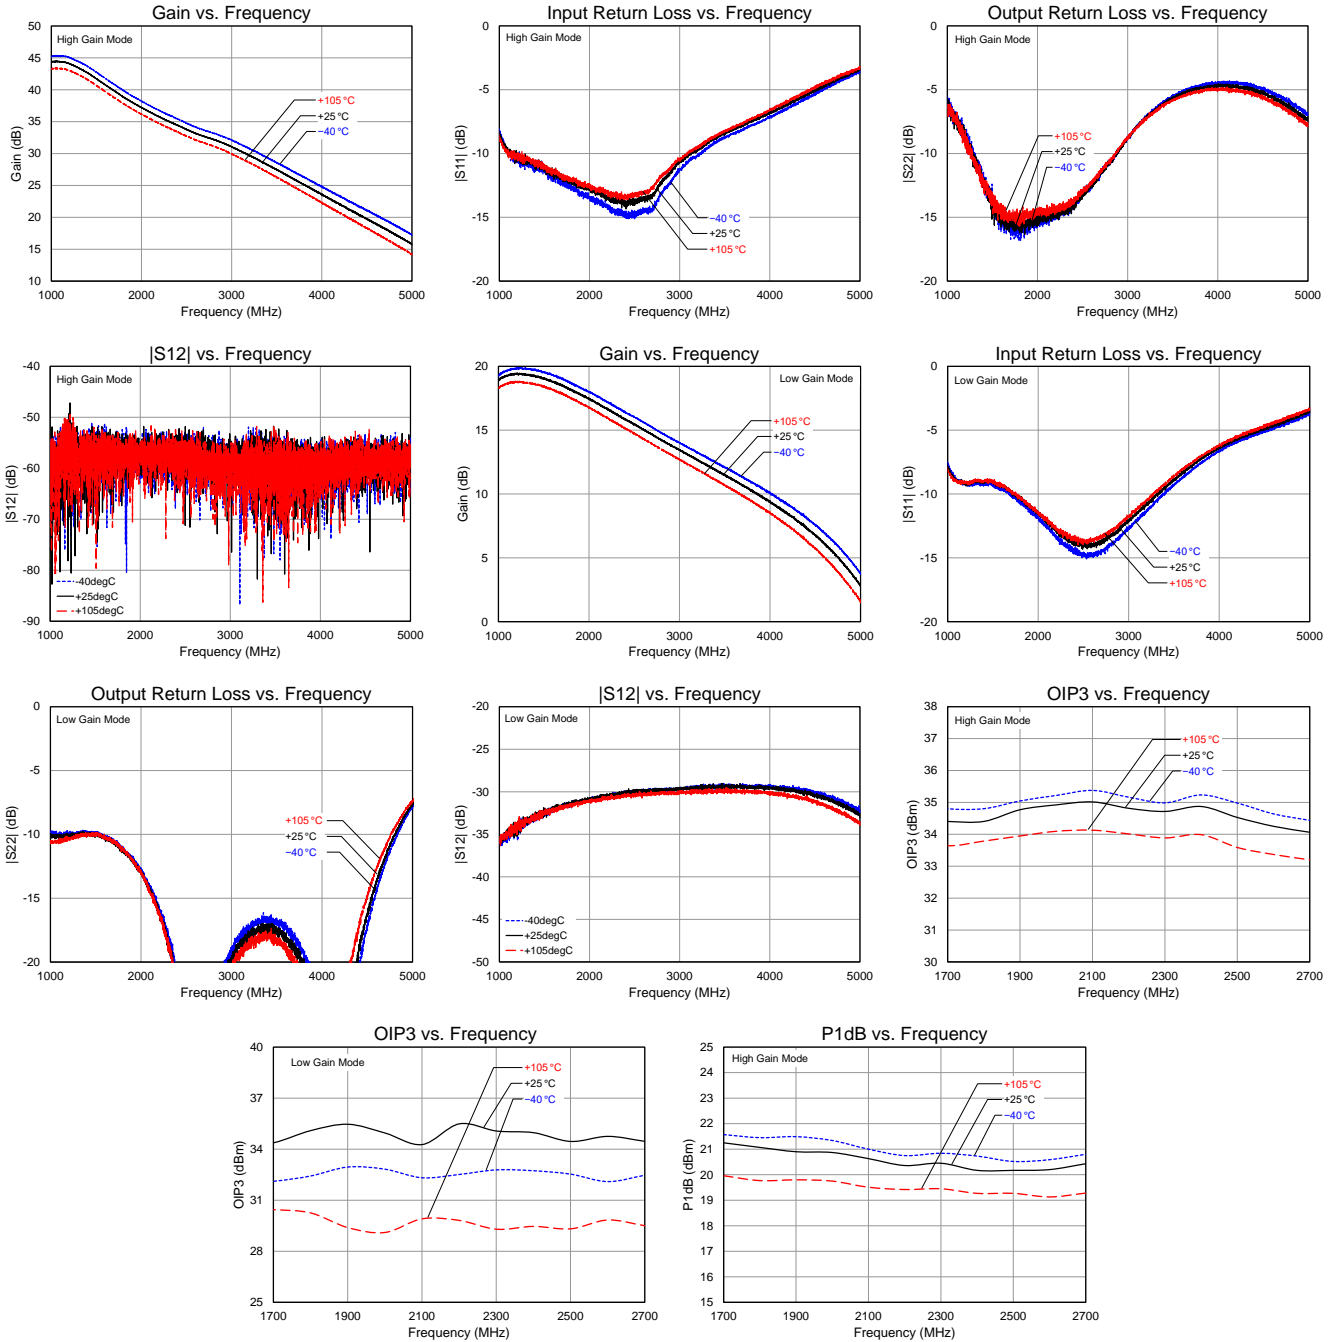 Gain vs. Frequency
High Gain Mode
Gain (dB)
50
45
40
35
30
25
20
15
10
+105 °C
+25 °C
−40 °C
1000
2000
3000
4000
5000
Frequency (MHz)
Input Return Loss vs. Frequency
High Gain Mode
|S11| (dB)
0
-5
-10
-15
-20
−40 °C
+25 °C
+105 °C
1000
2000
3000
4000
5000
Frequency (MHz)
Output Return Loss vs. Frequency
High Gain Mode
|S22| (dB)
0
-5
-10
-15
-20
+105 °C
+25 °C
−40 °C
1000
2000
3000
4000
5000
Frequency (MHz)
|S12| vs. Frequency
High Gain Mode
|S12| (dB)
-40
-50
-60
-70
-80
-90
-40degC
+25degC
+105degC
1000
2000
3000
4000
5000
Frequency (MHz)
Gain vs. Frequency
Low Gain Mode
Gain (dB)
20
15
10
5
0
+105 °C
+25 °C
−40 °C
1000
2000
3000
4000
5000
Frequency (MHz)
Input Return Loss vs. Frequency
Low Gain Mode
|S11| (dB)
0
-5
-10
-15
-20
−40 °C
+25 °C
+105 °C
1000
2000
3000
4000
5000
Frequency (MHz)
Output Return Loss vs. Frequency
Low Gain Mode
|S22| (dB)
0
-5
-10
-15
-20
+105 °C
+25 °C
−40 °C
1000
2000
3000
4000
5000
Frequency (MHz)
|S12| vs. Frequency
Low Gain Mode
|S12| (dB)
-20
-25
-30
-35
-40
-45
-50
-40degC
+25degC
+105degC
1000
2000
3000
4000
5000
Frequency (MHz)
OIP3 vs. Frequency
High Gain Mode
OIP3 (dBm)
38
37
36
35
34
33
32
31
30
+105 °C
+25 °C
−40 °C
1700
1900
2100
2300
2500
2700
Frequency (MHz)
OIP3 vs. Frequency
Low Gain Mode
OIP3 (dBm)
40
37
34
31
28
25
+105 °C
+25 °C
−40 °C
1700
1900
2100
2300
2500
2700
Frequency (MHz)
P1dB vs. Frequency
High Gain Mode
P1dB (dBm)
25
24
23
22
21
20
19
18
17
16
15
+105 °C
+25 °C
−40 °C
1700
1900
2100
2300
2500
2700
Frequency (MHz)